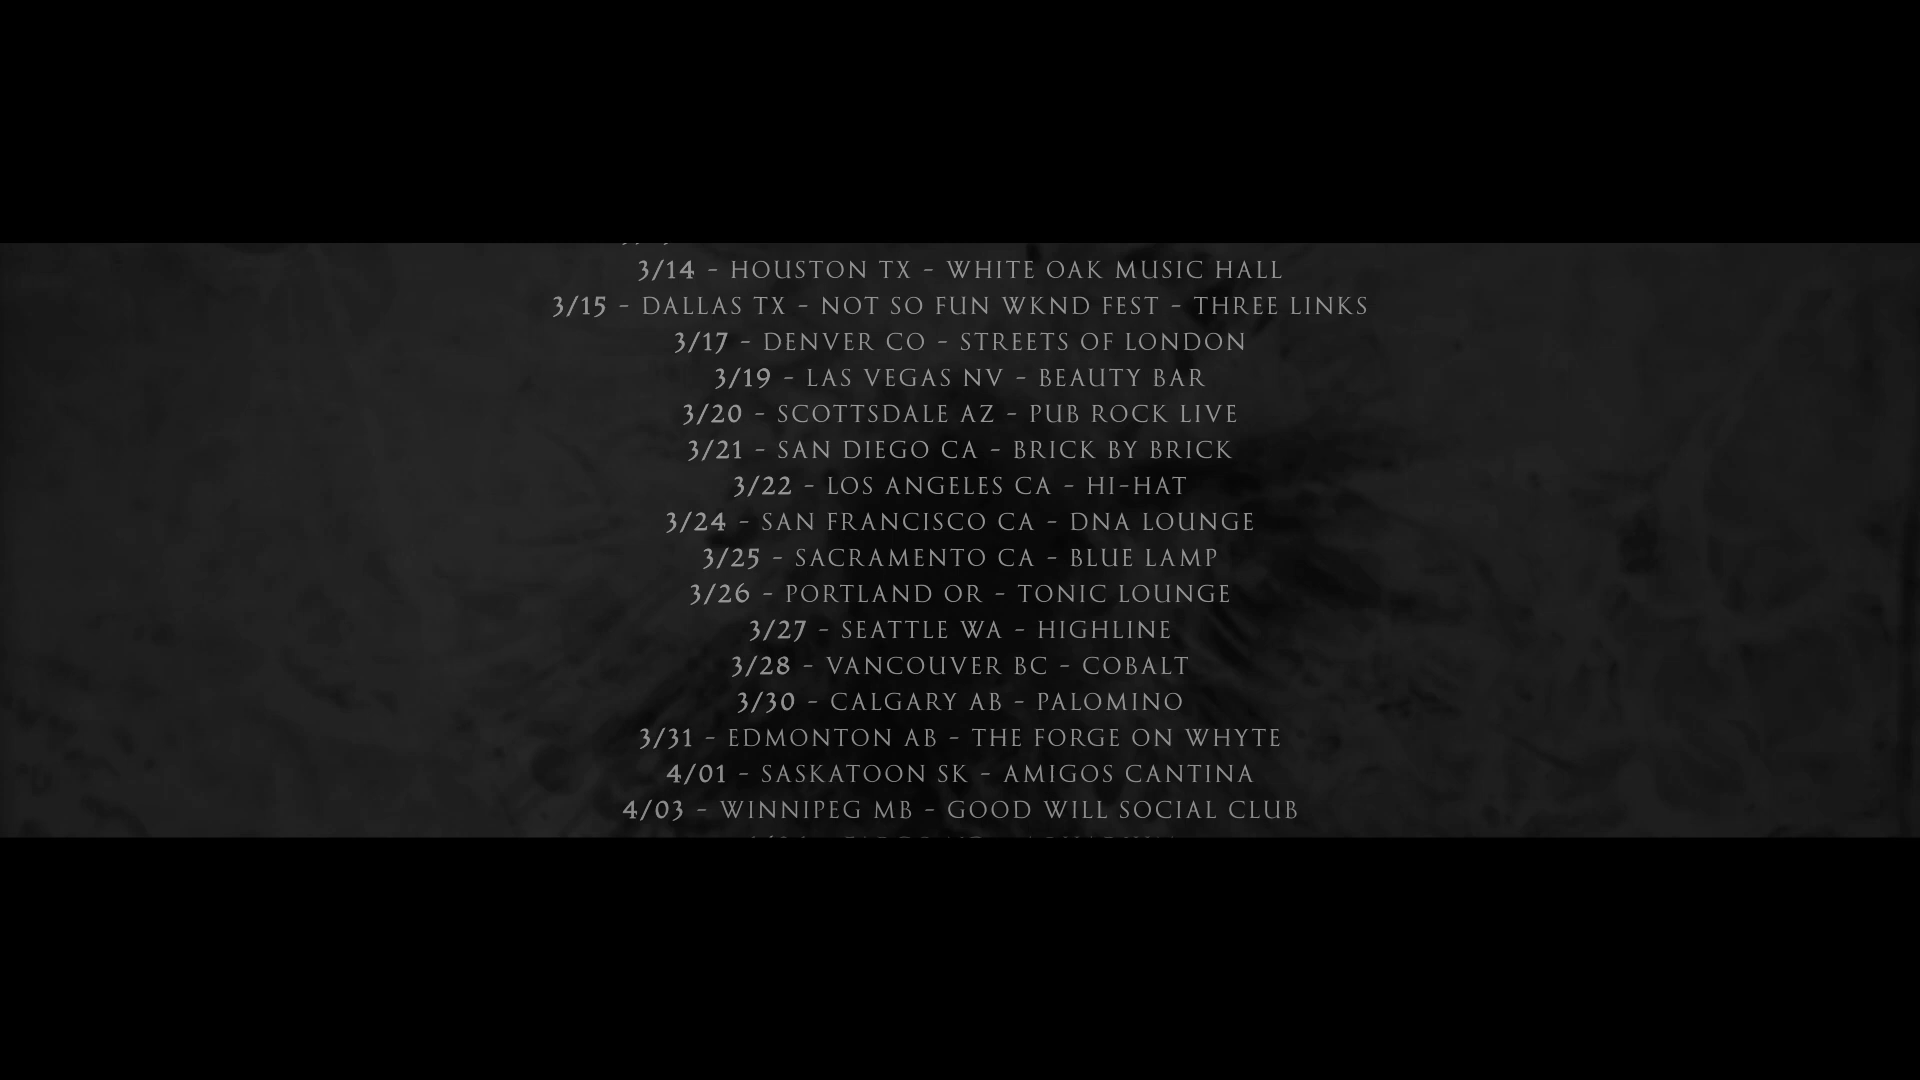 3/14 - HOUSTON TX - WHITE OAK MUSIC HALL
3/15 - DALLAS TX - NOT SO FUN WKND FEST - THREE LINKS
3/17 - DENVER CO - STREETS OF LONDON
3/19 - LAS VEGAS NV - BEAUTY BAR
3/20 - SCOTTSDALE AZ - PUB ROCK LIVE
3/21 - SAN DIEGO CA - BRICK BY BRICK
3/22 - LOS ANGELES CA - HI-HAT
3/24 - SAN FRANCISCO CA - DNA LOUNGE
3/25 - SACRAMENTO CA - BLUE LAMP
3/26 - PORTLAND OR - TONIC LOUNGE
3/27 - SEATTLE WA - HIGHLINE
3/28 - VANCOUVER BC - COBALT
3/30 - CALGARY AB - PALOMINO
3/31 - EDMONTON AB - THE FORGE ON WHYTE
4/01 - SASKATOON SK - AMIGOS CANTINA
4/03 - WINNIPEG MB - GOOD WILL SOCIAL CLUB